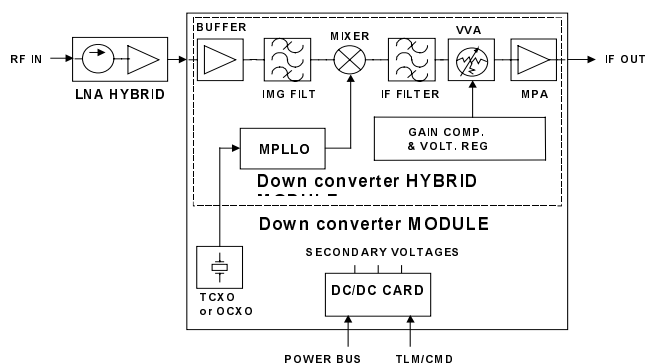 BUFFER
VVA
MIXER
RF IN
IF OUT
LNA HYBRID
IMG FILT
IF FILTER
MPA
GAIN COMP.
& VOLT. REG
MPLLO
Down converter HYBRID
Down converter MODULE
SECONDARY VOLTAGES
DC/DC CARD
TCXO
or OCXO
POWER BUS
TLM/CMD